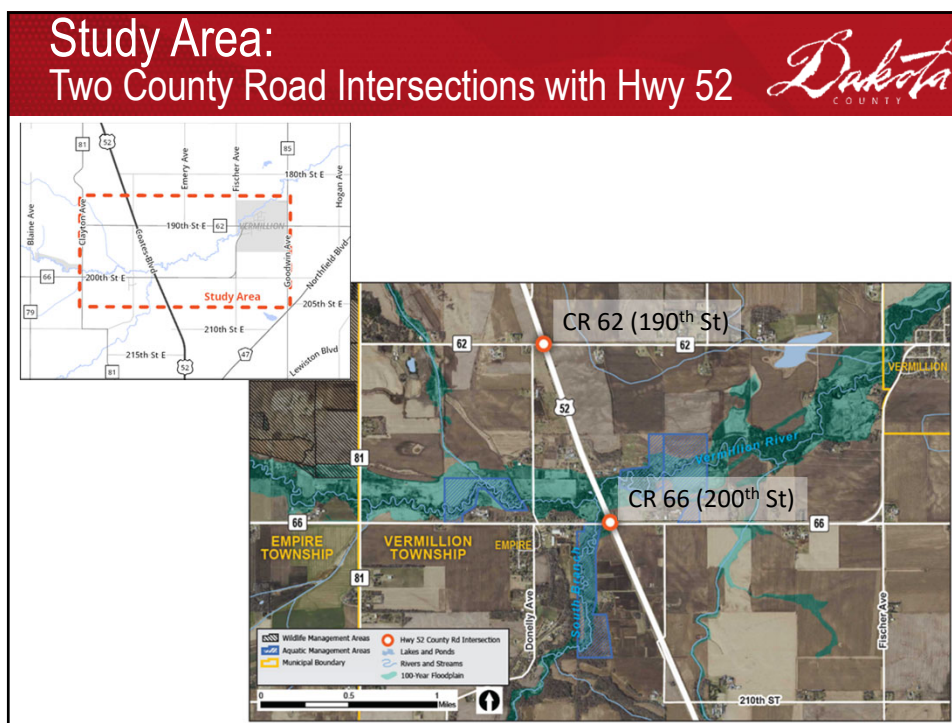 Study Area:
Two County Road Intersections with Hwy 52
Dakota
COUNTY
81
52
Emery Ave
Fischer Ave
85
180th St E
Hogan Ave
Blaine Ave
Clayton Ave
Coates Blvd
190th St E
62
VERMILLION
66
200th St E
Goodwin Ave
Northfield Blvd
Study Area
205th St E
79
210th St E
215th St E
47
Lewiston Blvd
81
52
CR 62 (190th St)
62
62
VERMILLION
52
Vermillion River
81
CR 66 (200th St)
66
66
EMPIRE
TOWNSHIP
VERMILLION
TOWNSHIP
EMPIRE
81
South Branch
Donelly Ave
Fischer Ave
Wildlife Management Areas
Aquatic Management Areas
Municipal Boundary
Hwy 52 County Rd Intersection
Lakes and Ponds
Rivers and Streams
100-Year Floodplain
0 0.5 1
Miles
210th ST